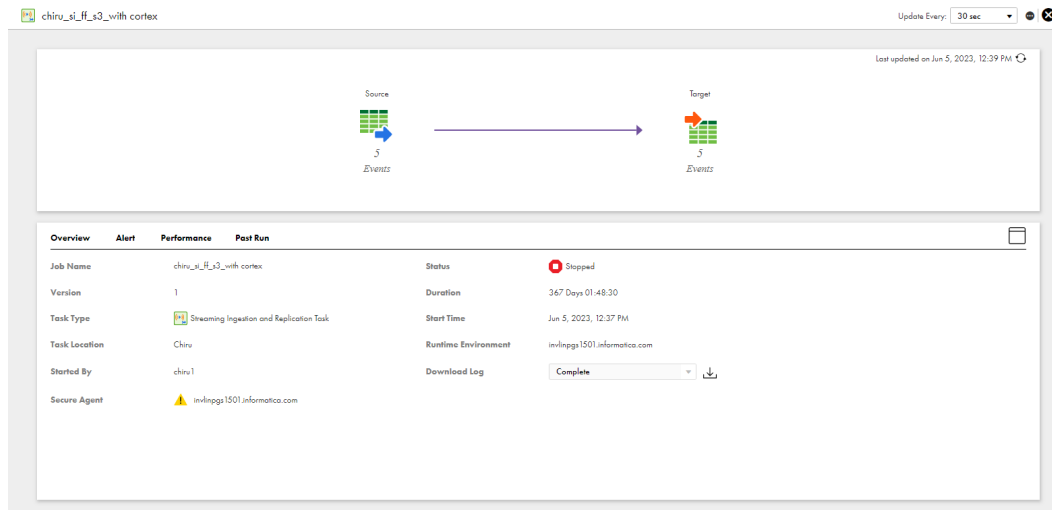 chiru_si_ff_s3_with cortex
Update Every: 30 sec
Last updated on Jun 5, 2023, 12:39 PM
Source
Target
5
Events
5
Events
Overview Alert Performance Past Run
Job Name chiru_si_ff_s3_with cortex Status Stopped
Version 1 Duration 367 Days 01:48:30
Task Type Streaming Ingestion and Replication Task Start Time Jun 5, 2023, 12:37 PM
Task Location Chiru Runtime Environment invlinpgs1501.informatica.com
Started By chiru1 Download Log Complete
Secure Agent invlinpgs1501.informatica.com